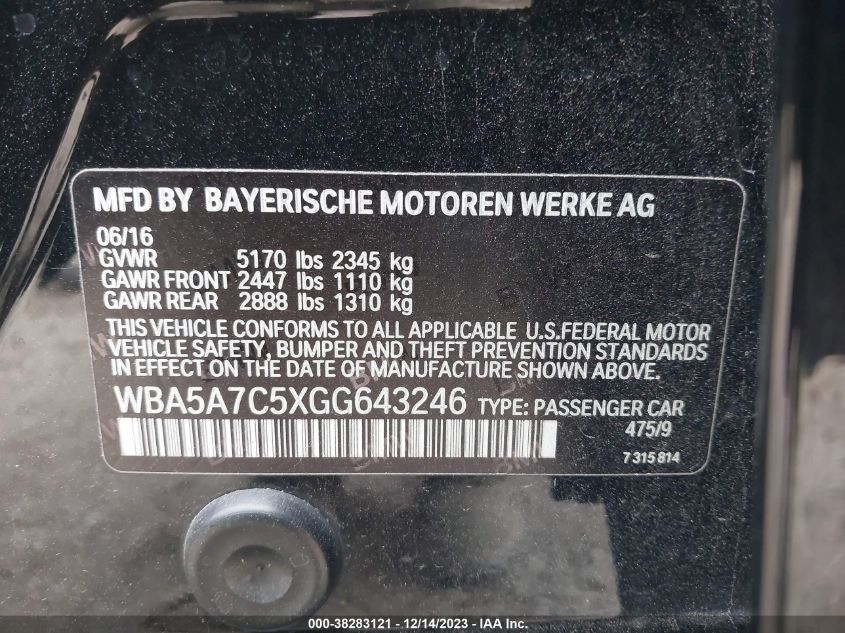 MFD BY BAYERISCHE MOTOREN WERKE AG
06/16
GVWR 5170 lbs 2345 kg
GAWR FRONT 2447 lbs 1110 kg
GAWR REAR 2888 lbs 1310 kg
THIS VEHICLE CONFORMS TO ALL APPLICABLE U.S.FEDERAL MOTOR
VEHICLE SAFETY, BUMPER AND THEFT PREVENTION STANDARDS
IN EFFECT ON THE DATE OF MANUFACTURE SHOWN ABOVE.
WBA5A7C5XGG643246 TYPE: PASSENGER CAR
475/9
7 315 814
000-38283121 - 12/14/2023 - IAA Inc.